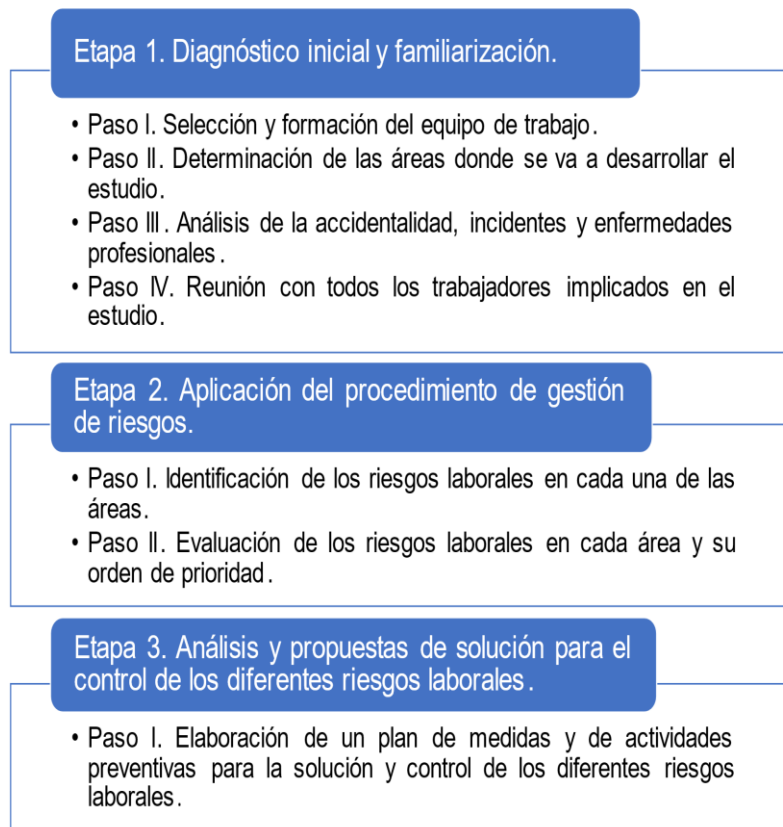 Etapa 1. Diagnóstico inicial y familiarización.
• Paso I. Selección y formación del equipo de trabajo.
• Paso II. Determinación de las áreas donde se va a desarrollar el
estudio.
• Paso III. Análisis de la accidentalidad, incidentes y enfermedades
profesionales.
• Paso IV. Reunión con todos los trabajadores implicados en el
estudio.
Etapa 2. Aplicación del procedimiento de gestión
de riesgos.
• Paso I. Identificación de los riesgos laborales en cada una de las
áreas.
• Paso II. Evaluación de los riesgos laborales en cada área y su
orden de prioridad.
Etapa 3. Análisis y propuestas de solución para el
control de los diferentes riesgos laborales.
• Paso I. Elaboración de un plan de medidas y de actividades
preventivas para la solución y control de los diferentes riesgos
laborales.